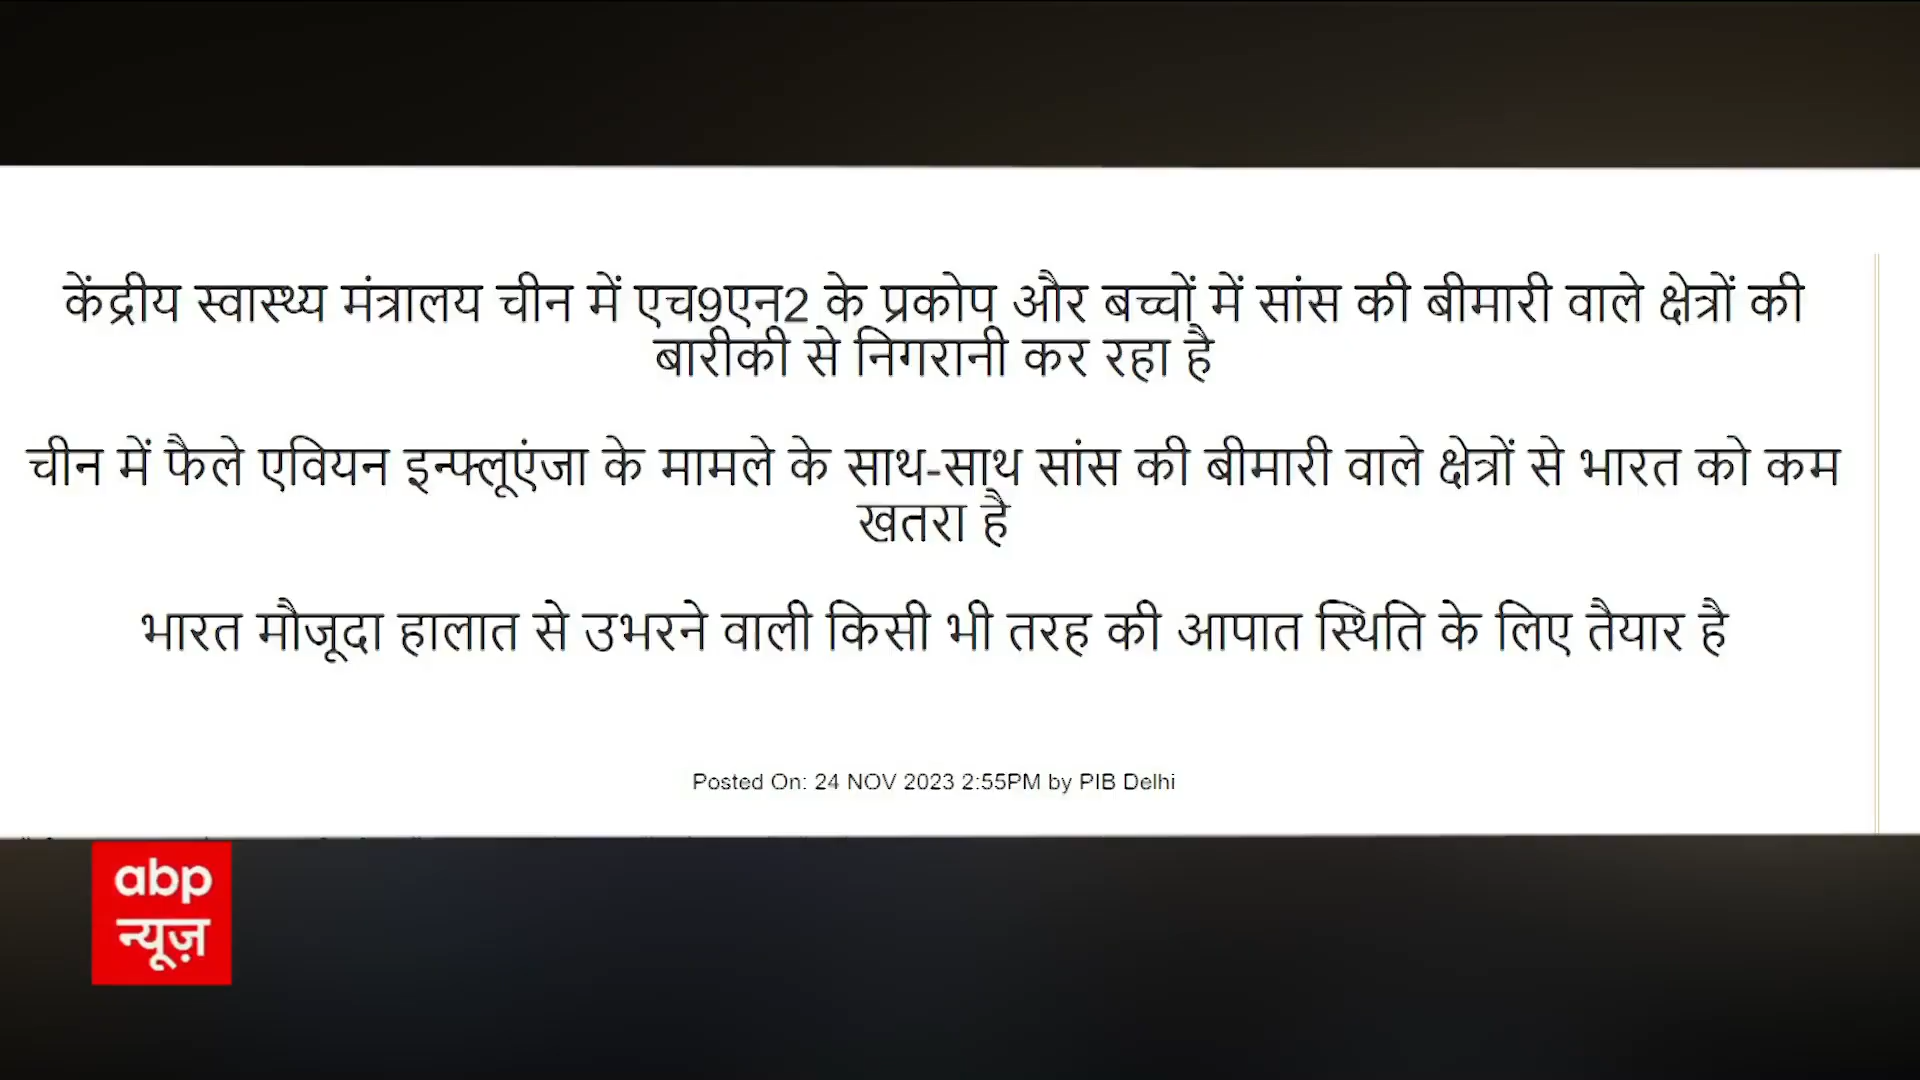 केंद्रीय स्वास्थ्य मंत्रालय चीन में एच9एन2 के प्रकोप और बच्चों में सांस की बीमारी वाले क्षेत्रों की
बारीकी से निगरानी कर रहा है
चीन में फैले एवियन इन्फ्लूएंजा के मामले के साथ-साथ सांस की बीमारी वाले क्षेत्रों से भारत को कम
खतरा है
भारत मौजूदा हालात से उभरने वाली किसी भी तरह की आपात स्थिति के लिए तैयार है
Posted On: 24 NOV 2023 2:55PM by PIB Delhi
abp
न्यूज़